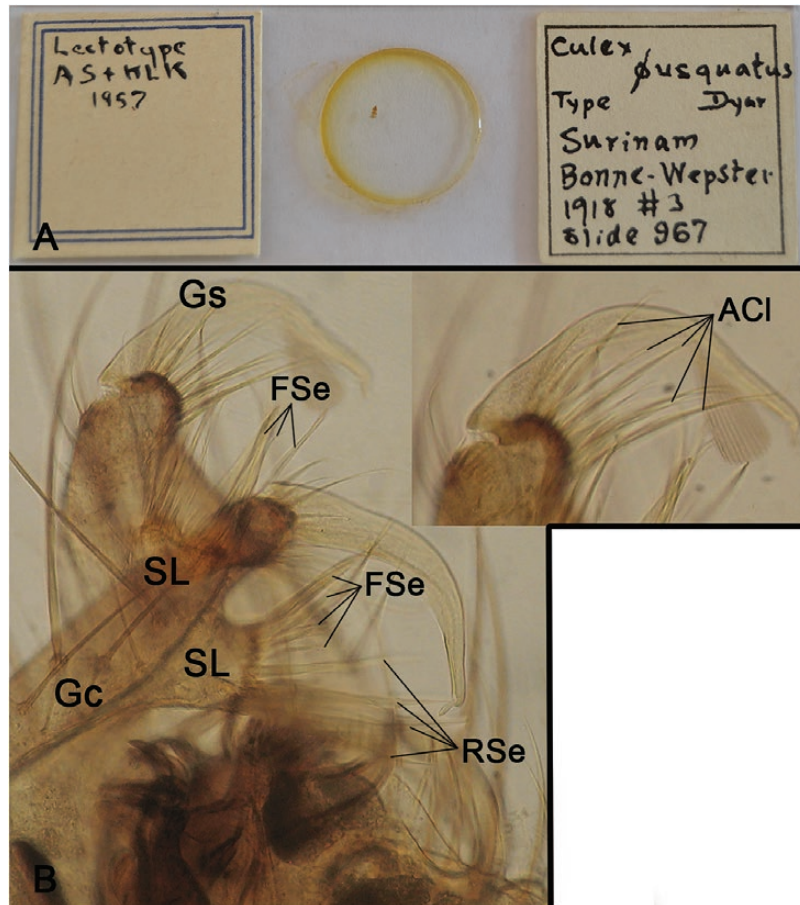 Lectotype
AS+HLK
1957
A
Culex
pusquatus
Type Dyar
Surinam
Bonne-Wepster
1918 #3
slide 967
Gs
FSe
ACl
SL
FSe
SL
Gc
RSe
B